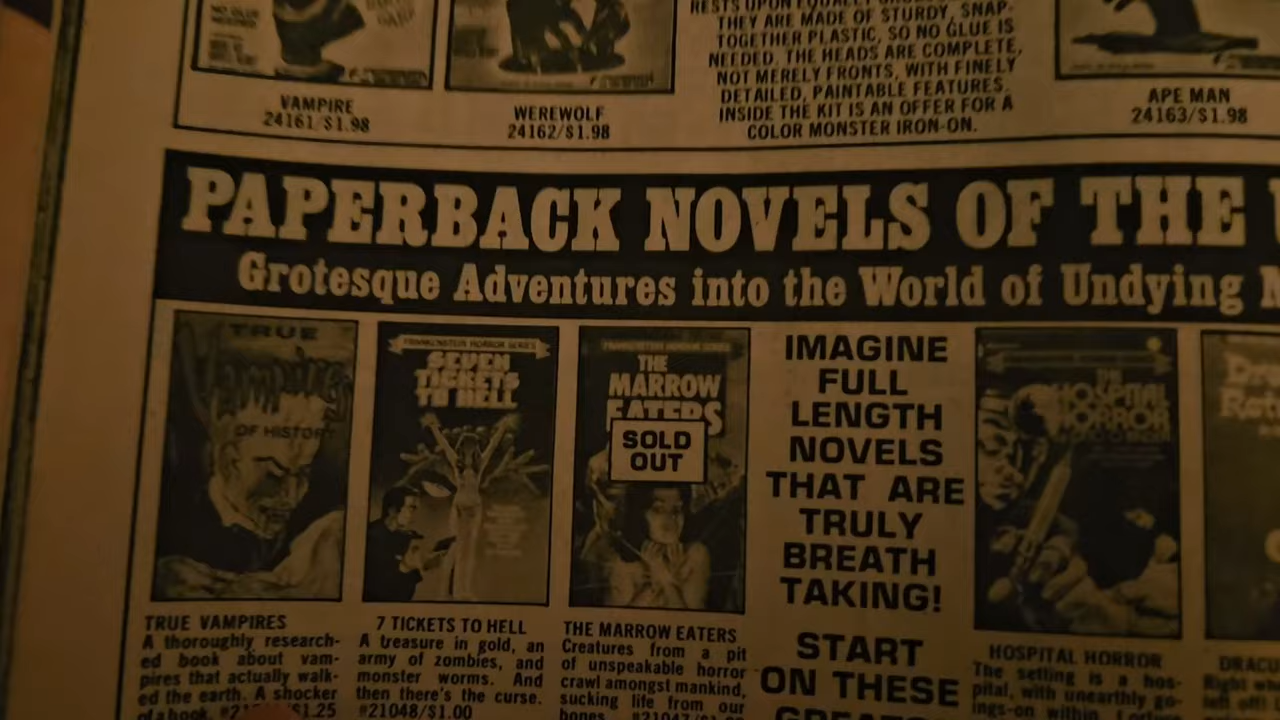 VAMPIRE
24161/$1.98
WEREWOLF
24162/$1.98
THEY ARE MADE OF STURDY, SNAP-
TOGETHER PLASTIC, SO NO GLUE IS
NEEDED. THE HEADS ARE COMPLETE,
NOT MERELY FRONTS, WITH FINELY
DETAILED, PAINTABLE FEATURES.
INSIDE THE KIT IS AN OFFER FOR A
COLOR MONSTER IRON-ON.
APE MAN
24163/$1.98
PAPERBACK NOVELS OF THE
Grotesque Adventures into the World of Undying
TRUE
Vampires
OF HISTORY
FRANKENSTEIN HORROR SERIES
SEVEN
TICKETS
TO HELL
FRANKENSTEIN HORROR SERIES
THE
MARROW
EATERS
SOLD
OUT
IMAGINE
FULL
LENGTH
NOVELS
THAT ARE
TRULY
BREATH
TAKING!
START
ON THESE
THE
HOSPITAL
HORROR
TRUE VAMPIRES
A thoroughly research-
ed book about vam-
pires that actually walk-
ed the earth. A shocker
of a book. $1.25
7 TICKETS TO HELL
A treasure in gold, an
army of zombies, and
monster worms. And
then there's the curse.
#21048/$1.00
THE MARROW EATERS
Creatures from a pit
of unspeakable horror
crawl amongst mankind,
sucking life from our
bones.
HOSPITAL HORROR
The setting is a hos-
pital, with unearthly go-
ings-on within